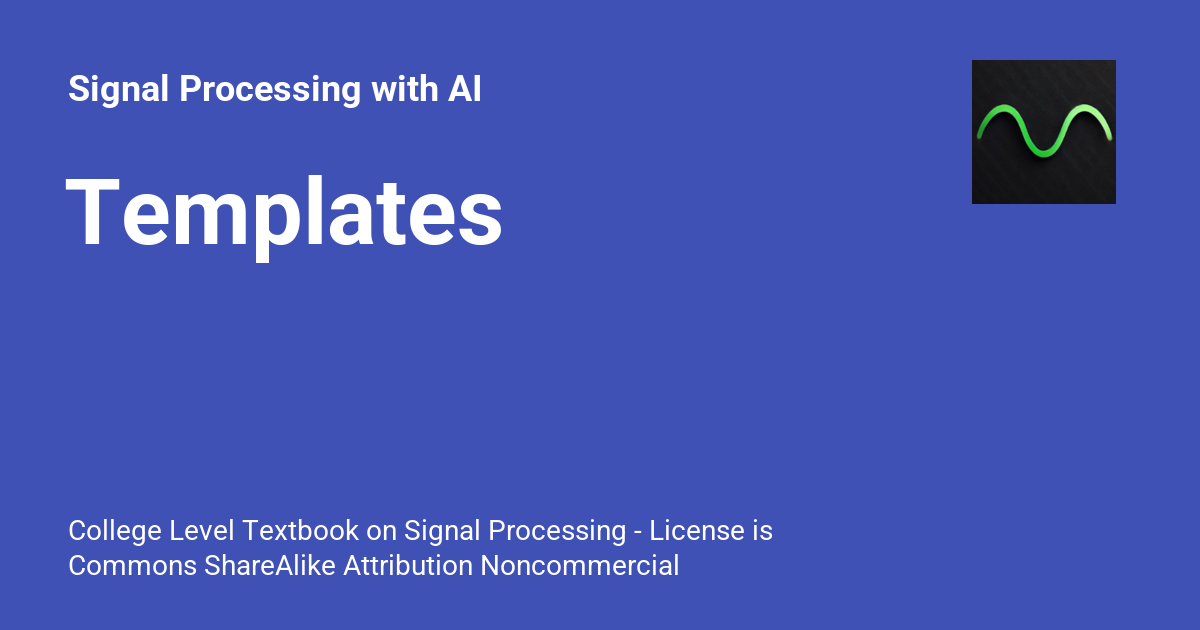 Signal Processing with AI
Templates
College Level Textbook on Signal Processing - License is
Commons ShareAlike Attribution Noncommercial